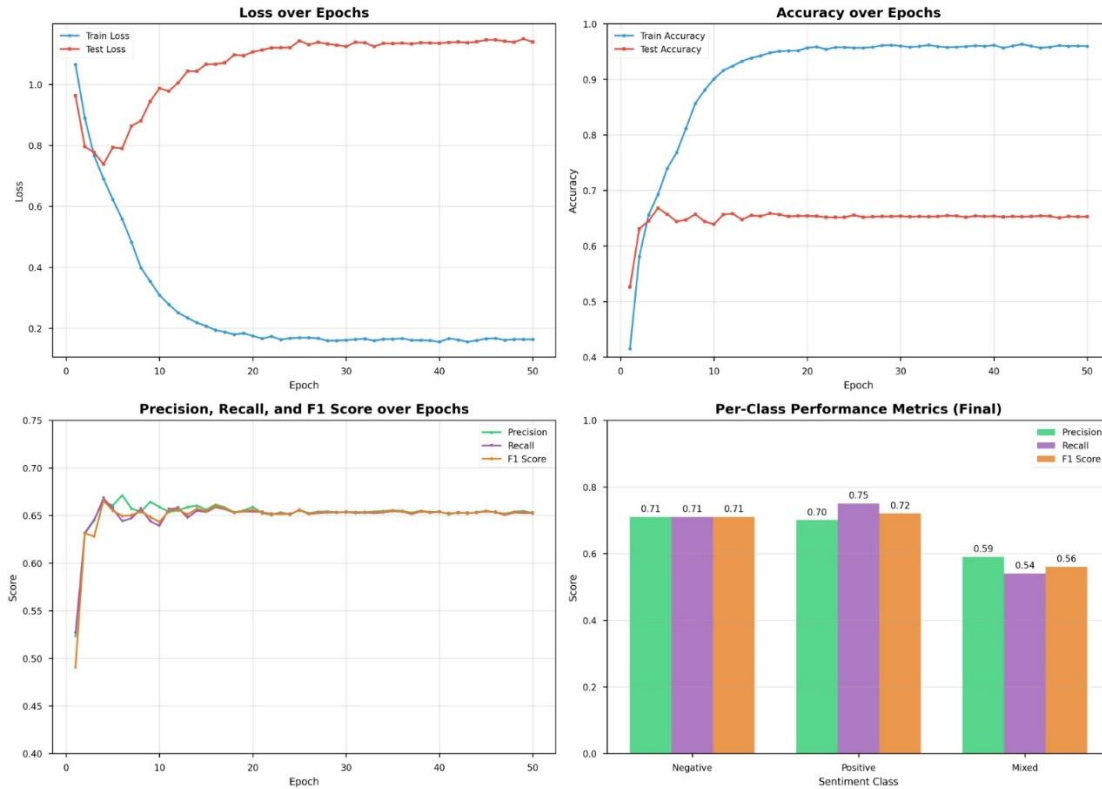 Loss over Epochs
Train Loss
Test Loss
1.0
0.8
0.6
0.4
0.2
Loss
0 10 20 30 40 50
Epoch
Accuracy over Epochs
Train Accuracy
Test Accuracy
1.0
0.9
0.8
0.7
0.6
0.5
0.4
Accuracy
0 10 20 30 40 50
Epoch
Precision, Recall, and F1 Score over Epochs
Precision
Recall
F1 Score
0.75
0.70
0.65
0.60
0.55
0.50
0.45
0.40
Score
0 10 20 30 40 50
Epoch
Per-Class Performance Metrics (Final)
Precision
Recall
F1 Score
1.0
0.8
0.6
0.4
0.2
0.0
Score
0.71 0.71 0.71
0.70 0.75 0.72
0.59 0.54 0.56
Negative Positive Mixed
Sentiment Class